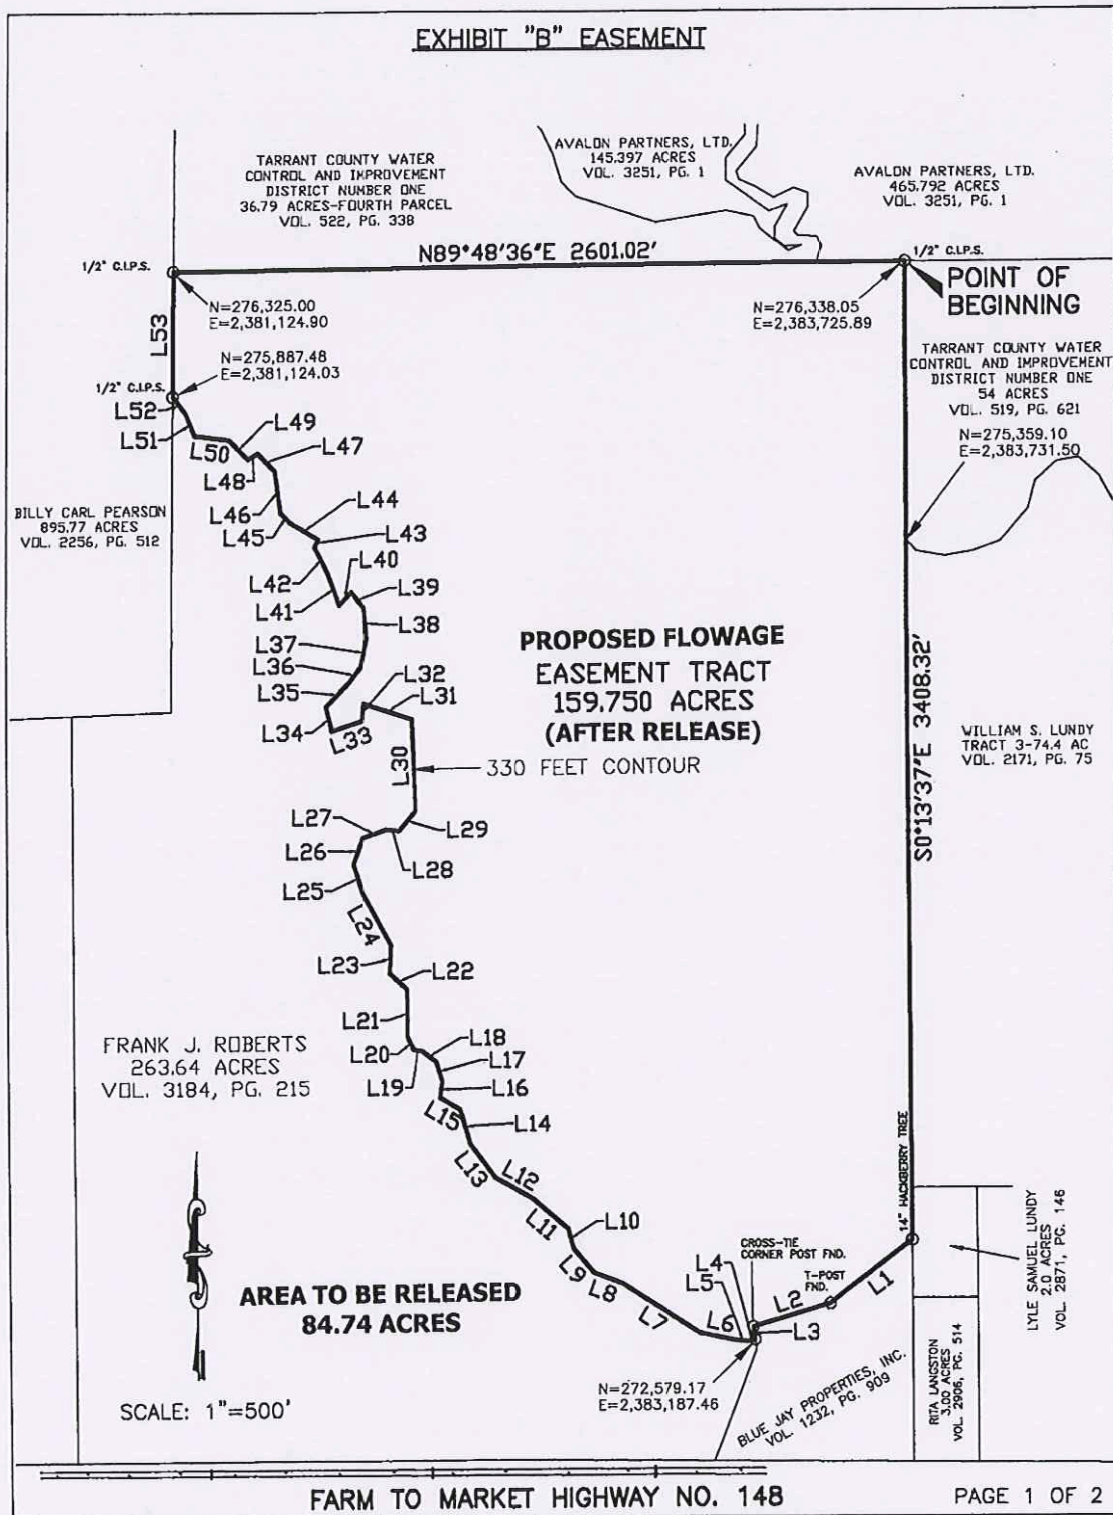 EXHIBIT "B" EASEMENT
TARRANT COUNTY WATER
CONTROL AND IMPROVEMENT
DISTRICT NUMBER ONE
36.79 ACRES-FOURTH PARCEL
VOL. 522, PG. 338
AVALON PARTNERS, LTD.
145.397 ACRES
VOL. 3251, PG. 1
AVALON PARTNERS, LTD.
465.792 ACRES
VOL. 3251, PG. 1
1/2" C.I.P.S.
N89°48'36"E 2601.02'
1/2" C.I.P.S.
POINT OF
BEGINNING
N=276,325.00
E=2,381,124.90
N=276,338.05
E=2,383,725.89
L53
N=275,887.48
E=2,381,124.03
1/2" C.I.P.S.
TARRANT COUNTY WATER
CONTROL AND IMPROVEMENT
DISTRICT NUMBER ONE
54 ACRES
VOL. 519, PG. 621
N=275,359.10
E=2,383,731.50
L52
L51
L50
L49
L48
L47
L46
L45
L44
L43
L42
L41
L40
L39
L38
L37
L36
L35
L34
L33
L32
L31
L30
BILLY CARL PEARSON
895.77 ACRES
VOL. 2256, PG. 512
PROPOSED FLOWAGE
EASEMENT TRACT
159.750 ACRES
(AFTER RELEASE)
330 FEET CONTOUR
S0°13'37"E 3408.32'
WILLIAM S. LUNDY
TRACT 3-74.4 AC
VOL. 2171, PG. 75
L29
L28
L27
L26
L25
L24
L23
L22
L21
L20
L19
L18
L17
L16
L15
L14
L13
L12
L11
L10
L9
L8
L7
L6
L5
L4
L3
L2
L1
FRANK J. ROBERTS
263.64 ACRES
VOL. 3184, PG. 215
14" HACKBERRY TREE
CROSS-TIE
CORNER POST FND.
T-POST
FND.
LYLE SAMUEL LUNDY
2.0 ACRES
VOL 2871, PG. 146
RITA LANGSTON
3.00 ACRES
VOL. 2906, PG. 514
AREA TO BE RELEASED
84.74 ACRES
SCALE: 1"=500'
N=272,579.17
E=2,383,187.46
BLUE JAY PROPERTIES, INC.
VOL. 1232, PG. 909
FARM TO MARKET HIGHWAY NO. 148
PAGE 1 OF 2